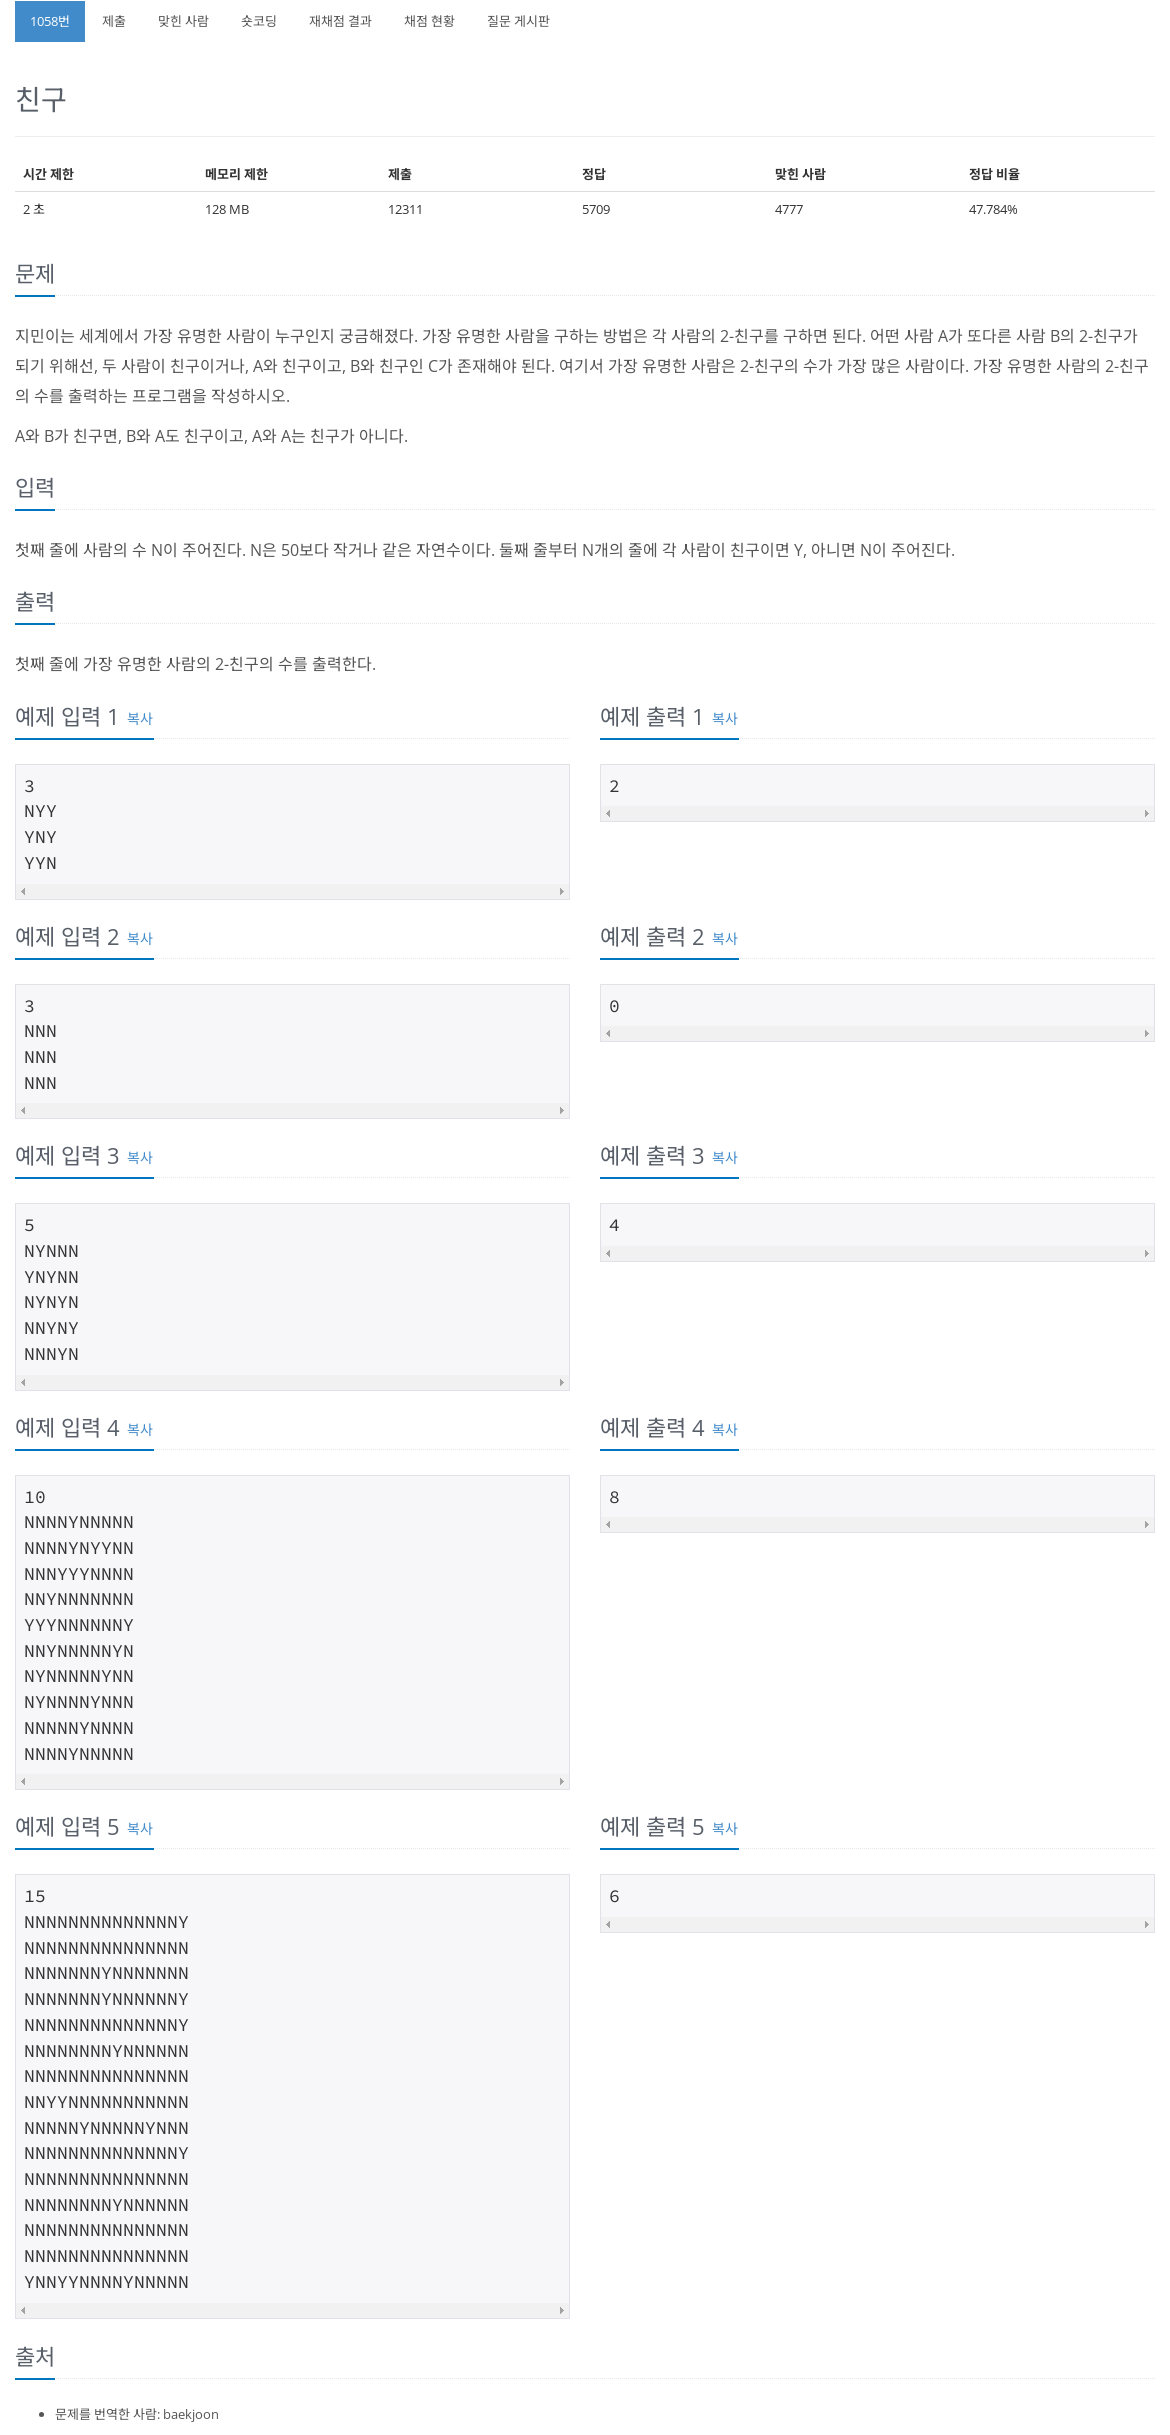 1058번 제출 맞힌 사람 숏코딩 재채점 결과 채점 현황 질문 게시판
친구
시간 제한 메모리 제한 제출 정답 맞힌 사람 정답 비율
2 초 128 MB 12311 5709 4777 47.784%
문제
지민이는 세계에서 가장 유명한 사람이 누구인지 궁금해졌다. 가장 유명한 사람을 구하는 방법은 각 사람의 2-친구를 구하면 된다. 어떤 사람 A가 또다른 사람 B의 2-친구가
되기 위해선, 두 사람이 친구이거나, A와 친구이고, B와 친구인 C가 존재해야 된다. 여기서 가장 유명한 사람은 2-친구의 수가 가장 많은 사람이다. 가장 유명한 사람의 2-친구
의 수를 출력하는 프로그램을 작성하시오.
A와 B가 친구면, B와 A도 친구이고, A와 A는 친구가 아니다.
입력
첫째 줄에 사람의 수 N이 주어진다. N은 50보다 작거나 같은 자연수이다. 둘째 줄부터 N개의 줄에 각 사람이 친구이면 Y, 아니면 N이 주어진다.
출력
첫째 줄에 가장 유명한 사람의 2-친구의 수를 출력한다.
예제 입력 1 복사
3
NYY
YNY
YYN
예제 출력 1 복사
2
예제 입력 2 복사
3
NNN
NNN
NNN
예제 출력 2 복사
0
예제 입력 3 복사
5
NYNNN
YNYNN
NYNYN
NNYNY
NNNYN
예제 출력 3 복사
4
예제 입력 4 복사
10
NNNNYNNNNN
NNNNYNYYNN
NNNYYYNNNN
NNYNNNNNNN
YYYNNNNNNY
NNYNNNNNYN
NYNNNNNYNN
NYNNNNYNNN
NNNNNYNNNN
NNNNYNNNNN
예제 출력 4 복사
8
예제 입력 5 복사
15
NNNNNNNNNNNNNNY
NNNNNNNNNNNNNNN
NNNNNNNYNNNNNNN
NNNNNNNYNNNNNNY
NNNNNNNNNNNNNNY
NNNNNNNNYNNNNNN
NNNNNNNNNNNNNNN
NNYYNNNNNNNNNNN
NNNNNYNNNNNYNNN
NNNNNNNNNNNNNNY
NNNNNNNNNNNNNNN
NNNNNNNNYNNNNNN
NNNNNNNNNNNNNNN
NNNNNNNNNNNNNNN
YNNYYNNNNYNNNNN
예제 출력 5 복사
6
출처
문제를 번역한 사람: baekjoon